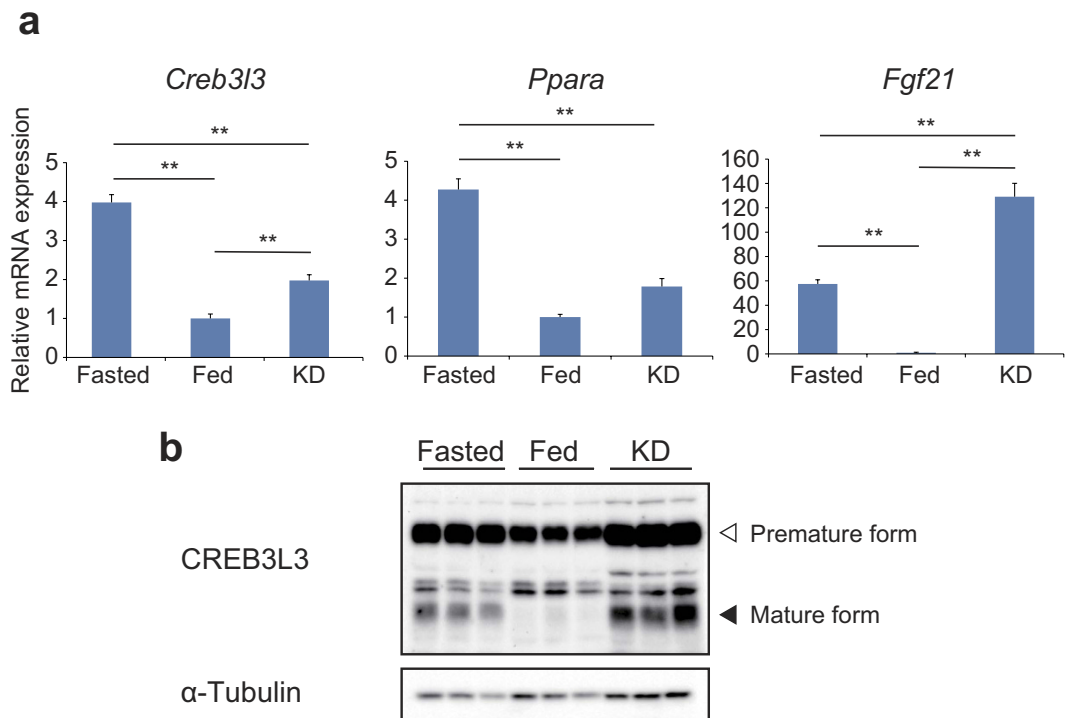 a
Creb3l3 Ppara Fgf21
Relative mRNA expression
** ** **
** ** **
** **
5 4 3 2 1 0
5 4 3 2 1 0
160 140 120 100 80 60 40 20 0
Fasted Fed KD Fasted Fed KD Fasted Fed KD
b
Fasted Fed KD
CREB3L3
Premature form
Mature form
α-Tubulin